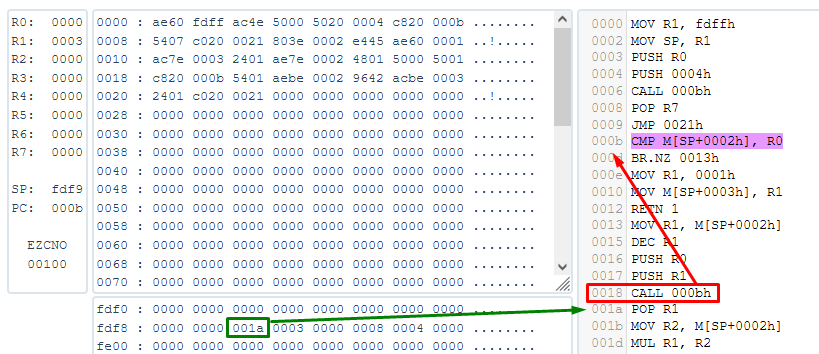 R0: 0000
R1: 0003
R2: 0000
R3: 0000
R4: 0000
R5: 0000
R6: 0000
R7: 0000
SP: fdf9
PC: 000b
EZCNO
00100
0000 : ae60 fdff ac4e 5000 5020 0004 c820 000b ........
0008 : 5407 c020 0021 803e 0002 e445 ae60 0001 ..!.....
0010 : ac7e 0003 2401 ae7e 0002 4801 5000 5001 ........
0018 : c820 000b 5401 aebe 0002 9642 acbe 0003 ........
0020 : 2401 c020 0021 0000 0000 0000 0000 0000 ..!.....
0028 : 0000 0000 0000 0000 0000 0000 0000 0000 ........
0030 : 0000 0000 0000 0000 0000 0000 0000 0000 ........
0038 : 0000 0000 0000 0000 0000 0000 0000 0000 ........
0040 : 0000 0000 0000 0000 0000 0000 0000 0000 ........
0048 : 0000 0000 0000 0000 0000 0000 0000 0000 ........
0050 : 0000 0000 0000 0000 0000 0000 0000 0000 ........
0058 : 0000 0000 0000 0000 0000 0000 0000 0000 ........
0060 : 0000 0000 0000 0000 0000 0000 0000 0000 ........
0068 : 0000 0000 0000 0000 0000 0000 0000 0000 ........
0070 : 0000 0000 0000 0000 0000 0000 0000 0000 ........
fdf0 : 0000 0000 0000 0000 0000 0000 0000 0000 ........
fdf8 : 0000 0000 001a 0003 0000 0008 0004 0000 ........
fe00 : 0000 0000 0000 0000 0000 0000 0000 0000 ........
0000 MOV R1, fdffh
0002 MOV SP, R1
0003 PUSH R0
0004 PUSH 0004h
0006 CALL 000bh
0008 POP R7
0009 JMP 0021h
000b CMP M[SP+0002h], R0
000d BR.NZ 0013h
000e MOV R1, 0001h
0010 MOV M[SP+0003h], R1
0012 RETN 1
0013 MOV R1, M[SP+0002h]
0015 DEC R1
0016 PUSH R0
0017 PUSH R1
0018 CALL 000bh
001a POP R1
001b MOV R2, M[SP+0002h]
001d MUL R1, R2